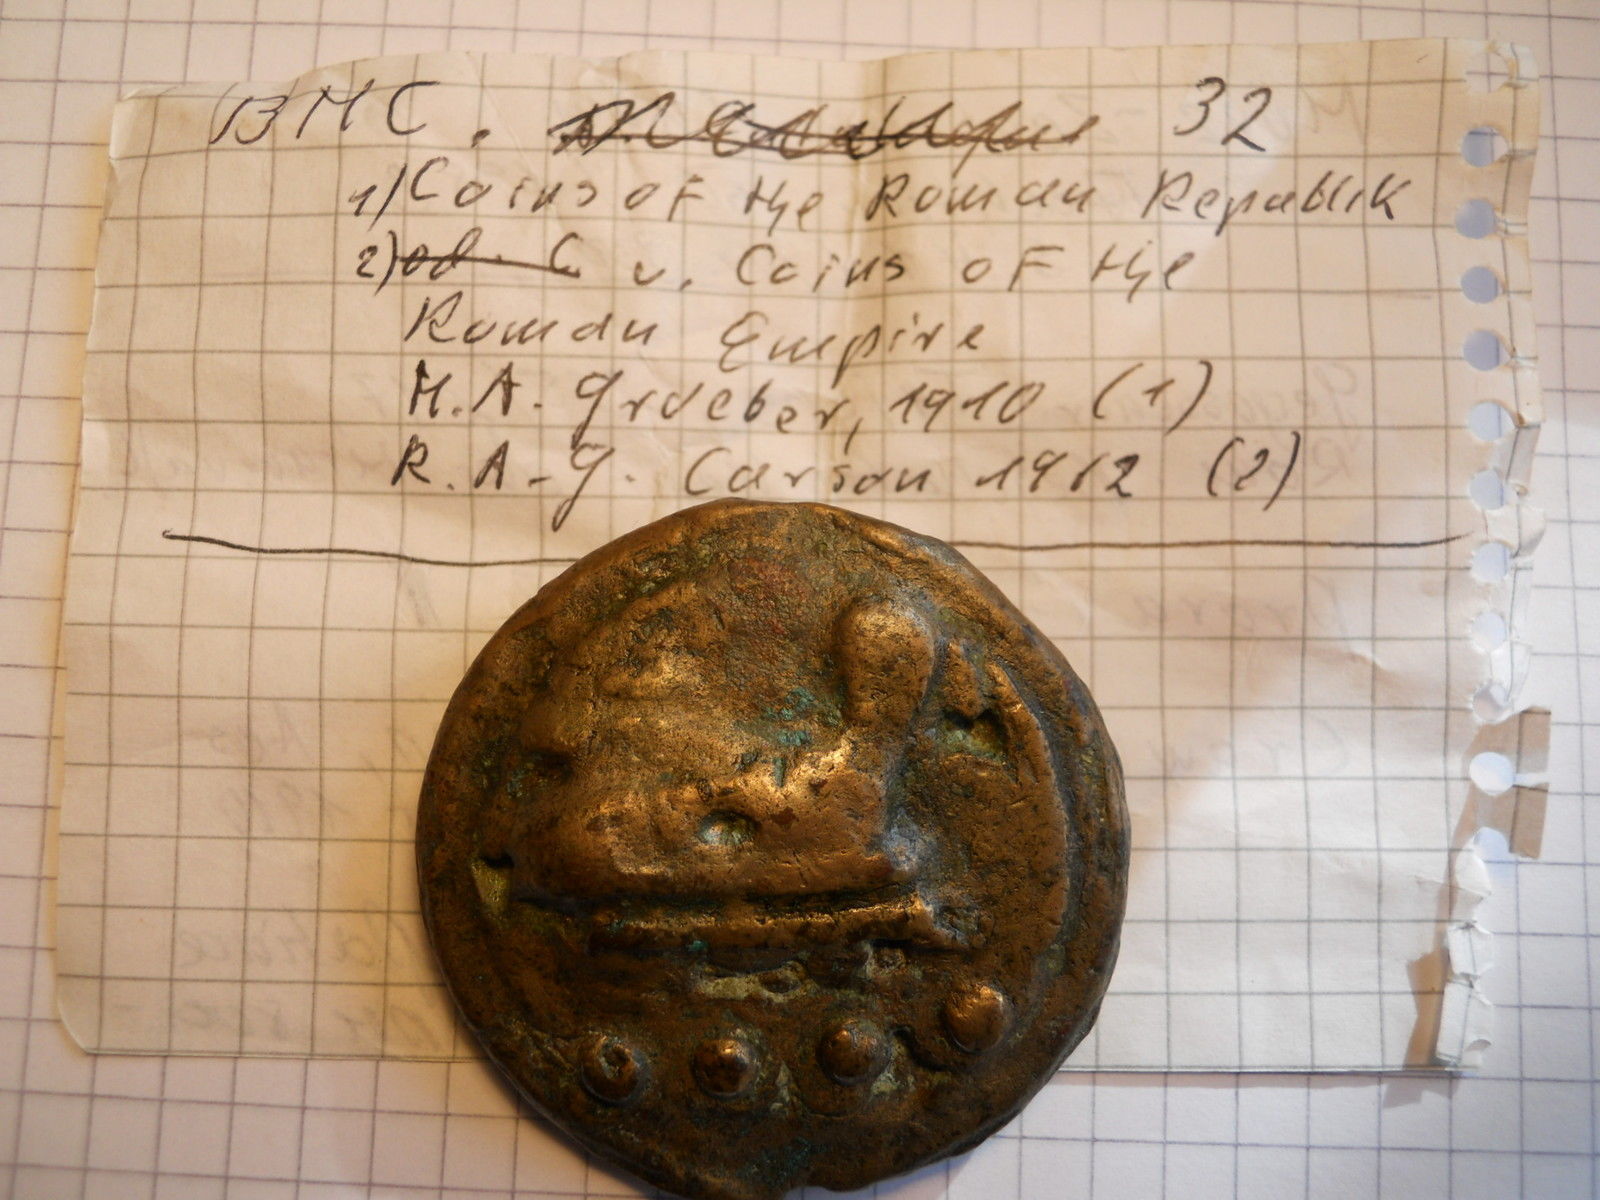 BMC. 32
1) Coins of the Roman Republik
2) u. Coins of the
Roman Empire
H. A. Grueber, 1910 (1)
R. A. G. Carson 1962 (2)